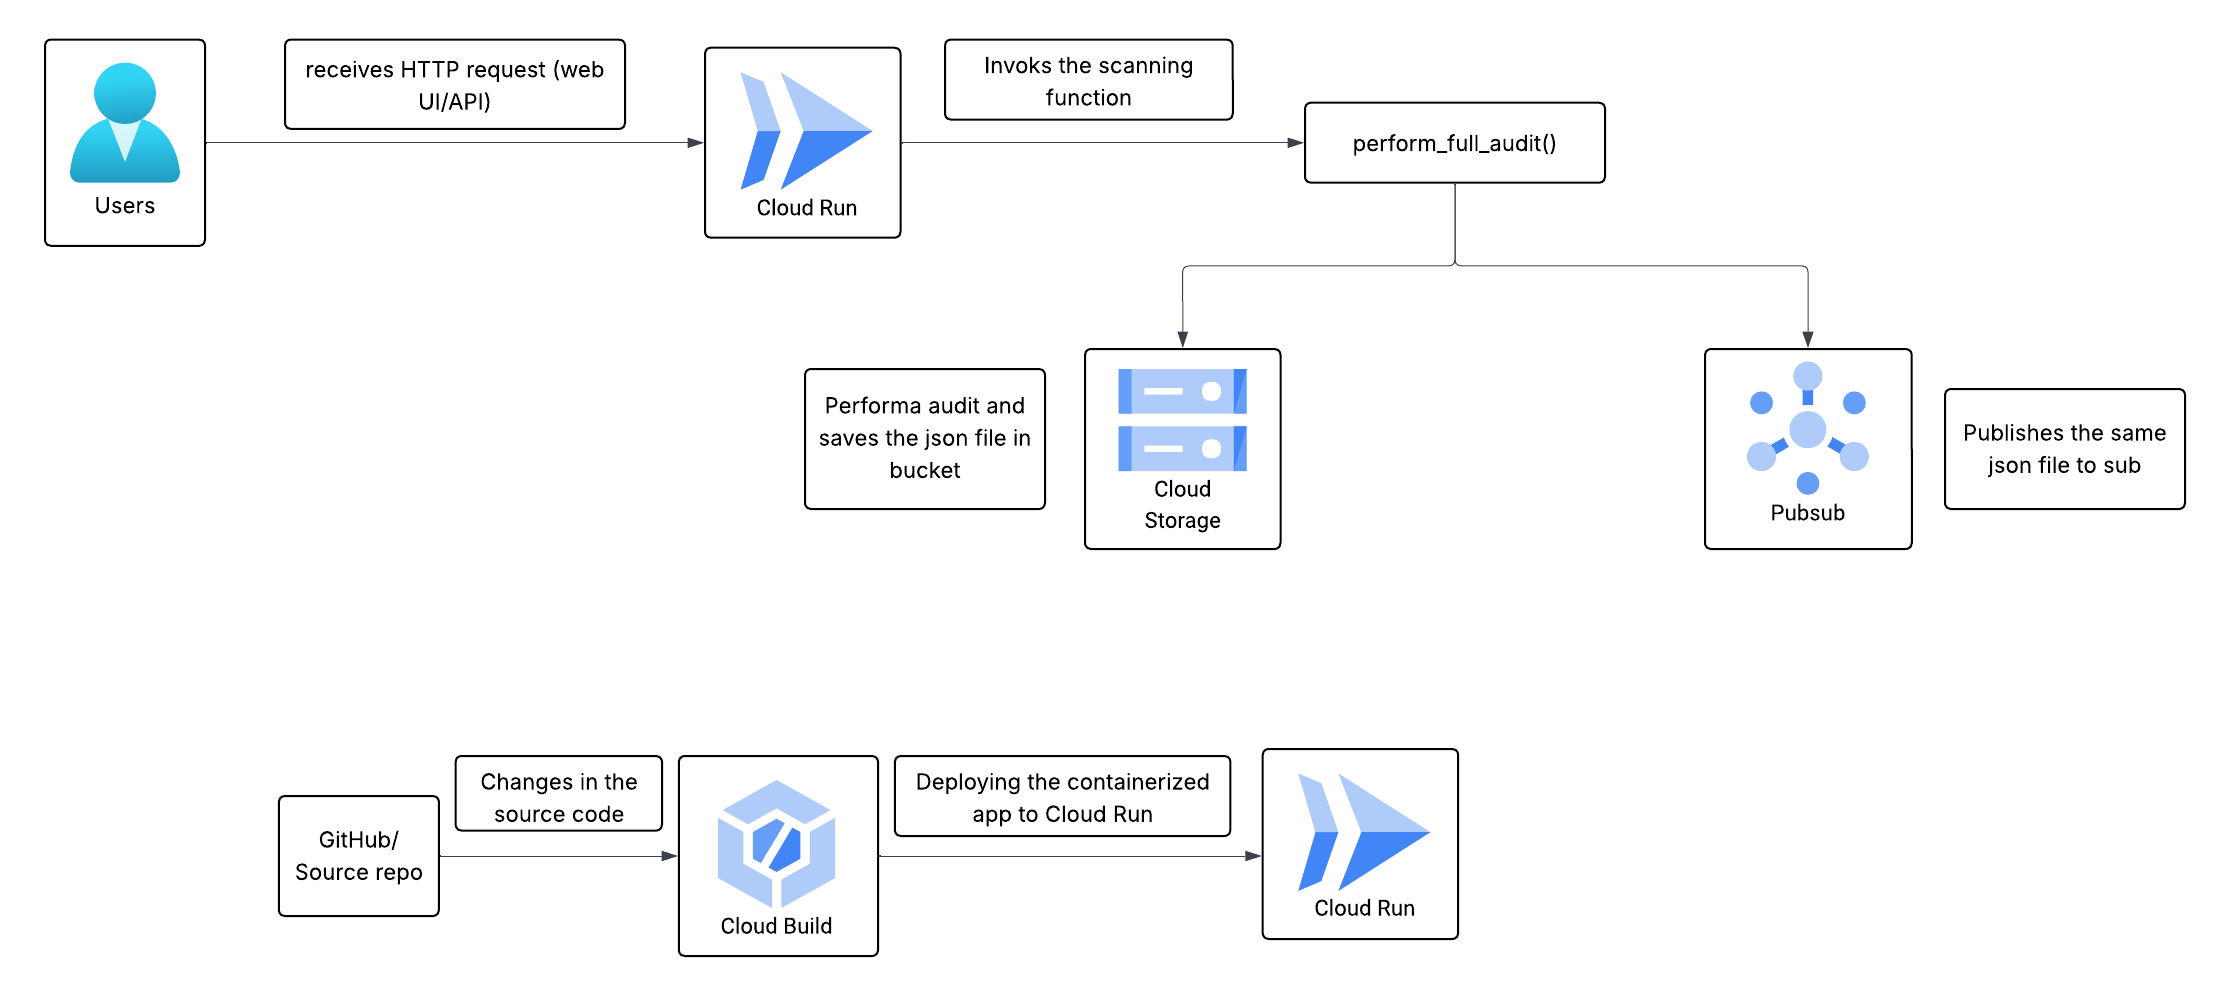 receives HTTP request (web
UI/API)
Users
Cloud Run
Invoks the scanning
function
perform_full_audit()
Performa audit and
saves the json file in
bucket
Cloud
Storage
Pubsub
Publishes the same
json file to sub
GitHub/
Source repo
Changes in the
source code
Cloud Build
Deploying the containerized
app to Cloud Run
Cloud Run